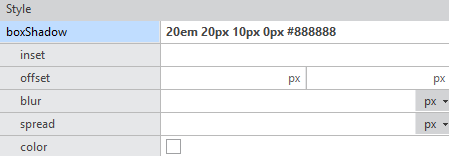 Style
boxShadow 20em 20px 10px 0px #888888
inset
offset px px
blur px
spread px
color